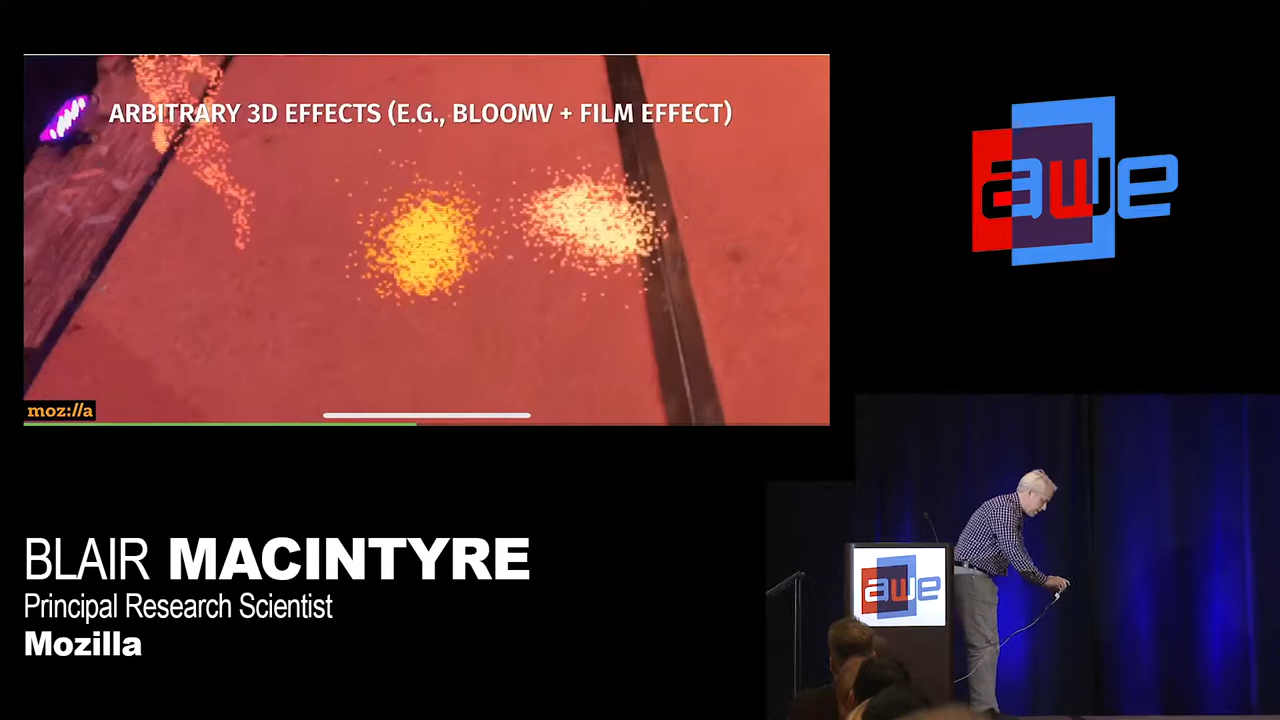 ARBITRARY 3D EFFECTS (E.G., BLOOMV + FILM EFFECT)
moz://a
awe
BLAIR MACINTYRE
Principal Research Scientist
Mozilla
awe